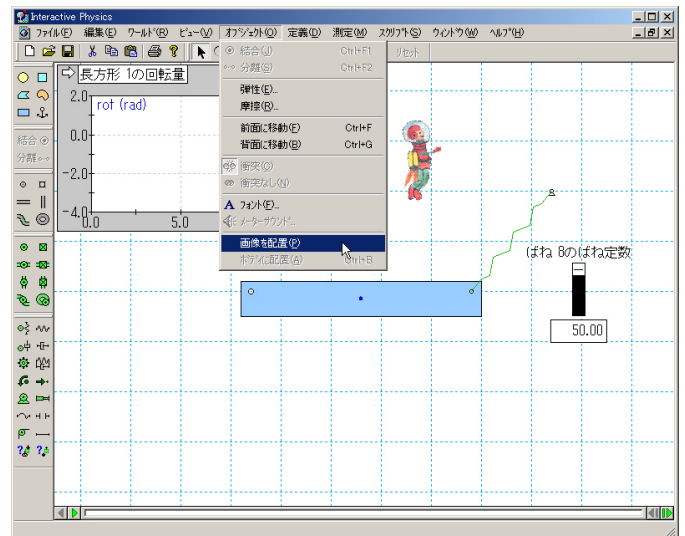 Interactive Physics
ファイル(F) 編集(E) ワールド(R) ビュー(V) オブジェクト(O) 定義(D) 測定(M) スクリプト(S) ウィンドウ(W) ヘルプ(H)
リセット
結合(J) Ctrl+F1
分離(S) Ctrl+F2
弾性(E)...
摩擦(R)...
前面に移動(F) Ctrl+F
背面に移動(B) Ctrl+G
衝突(C)
衝突なし(N)
A フォント(F)...
メーターサウンド...
画像を配置(P)
ボディに配置(A) Ctrl+B
長方形 1の回転量
rot (rad)
2.0
0.0
-2.0
-4.0
0.0 5.0
結合
分離
ばね 8のばね定数
50.00